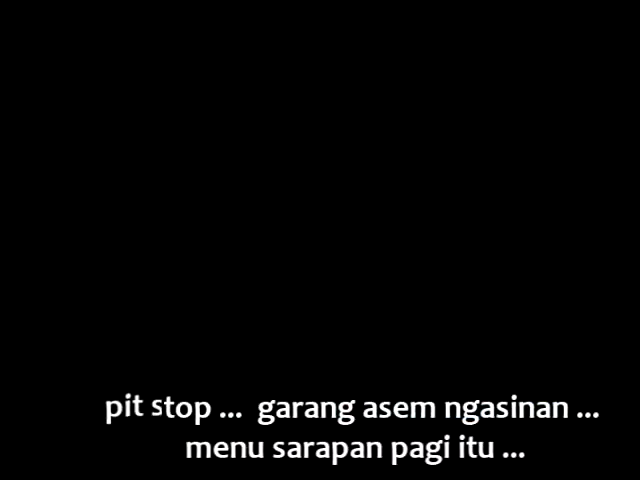 pit stop ... garang asem ngasinan ...
menu sarapan pagi itu ...